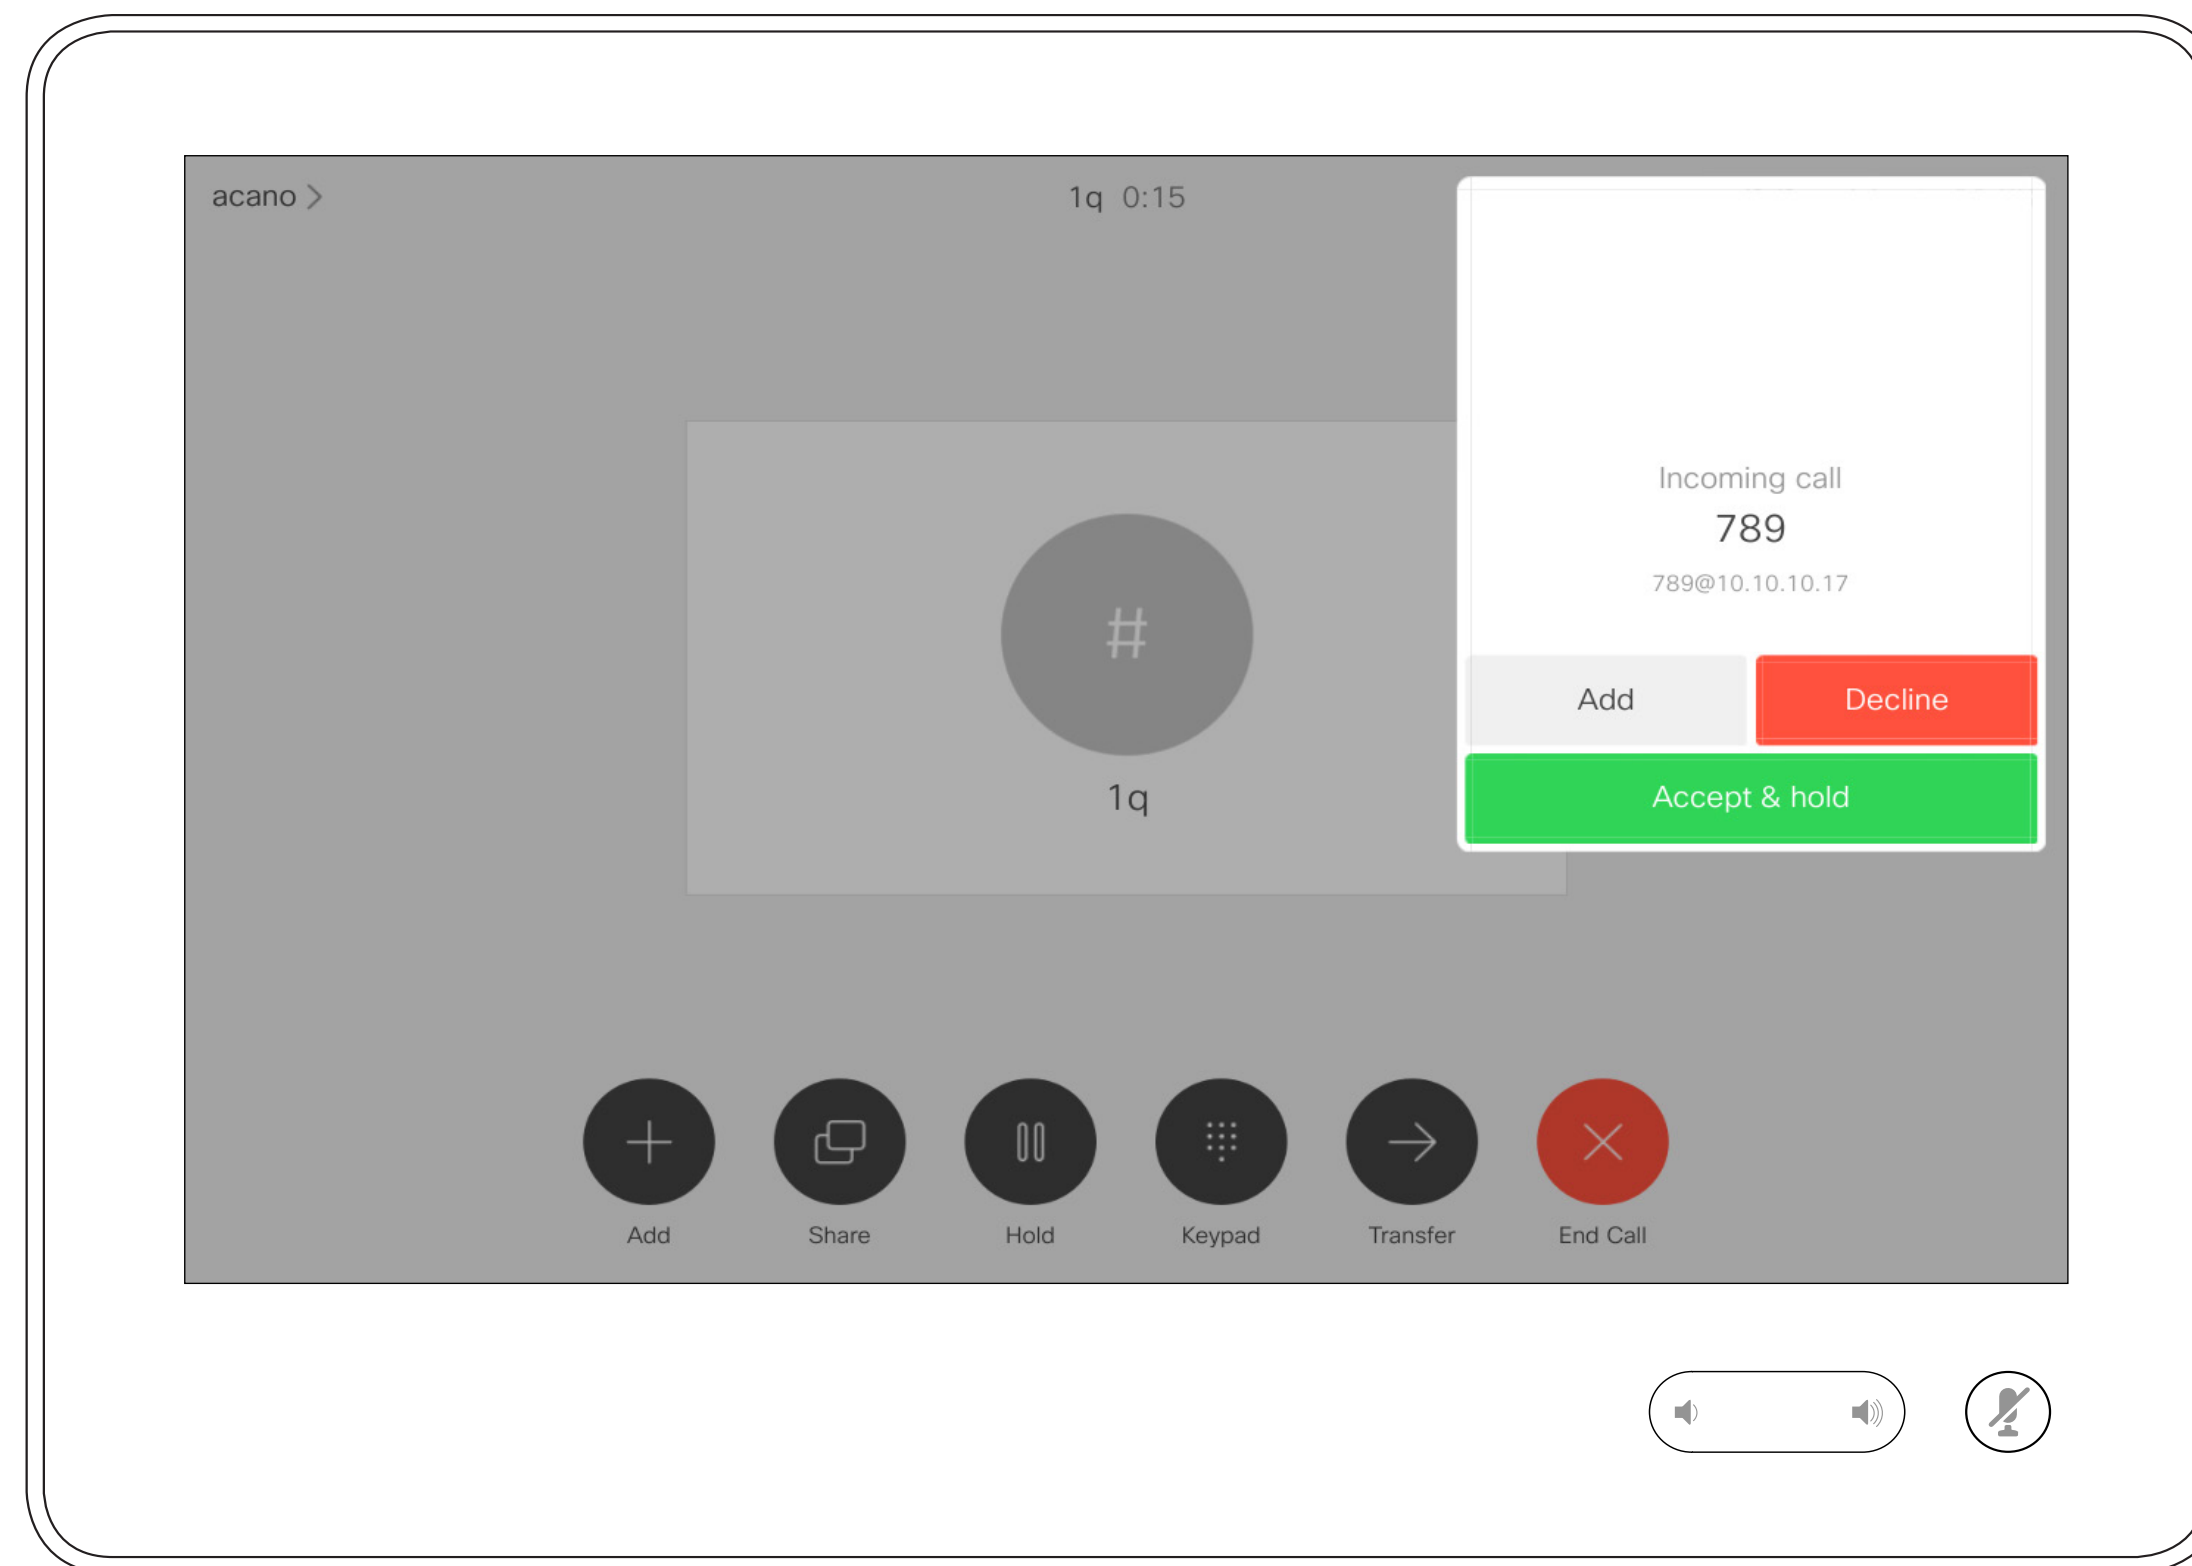 acano
1q 0:15
Incoming call
789
789@10.10.10.17
Add
Decline
Accept & hold
#
1q
Add
Share
Hold
Keypad
Transfer
End Call